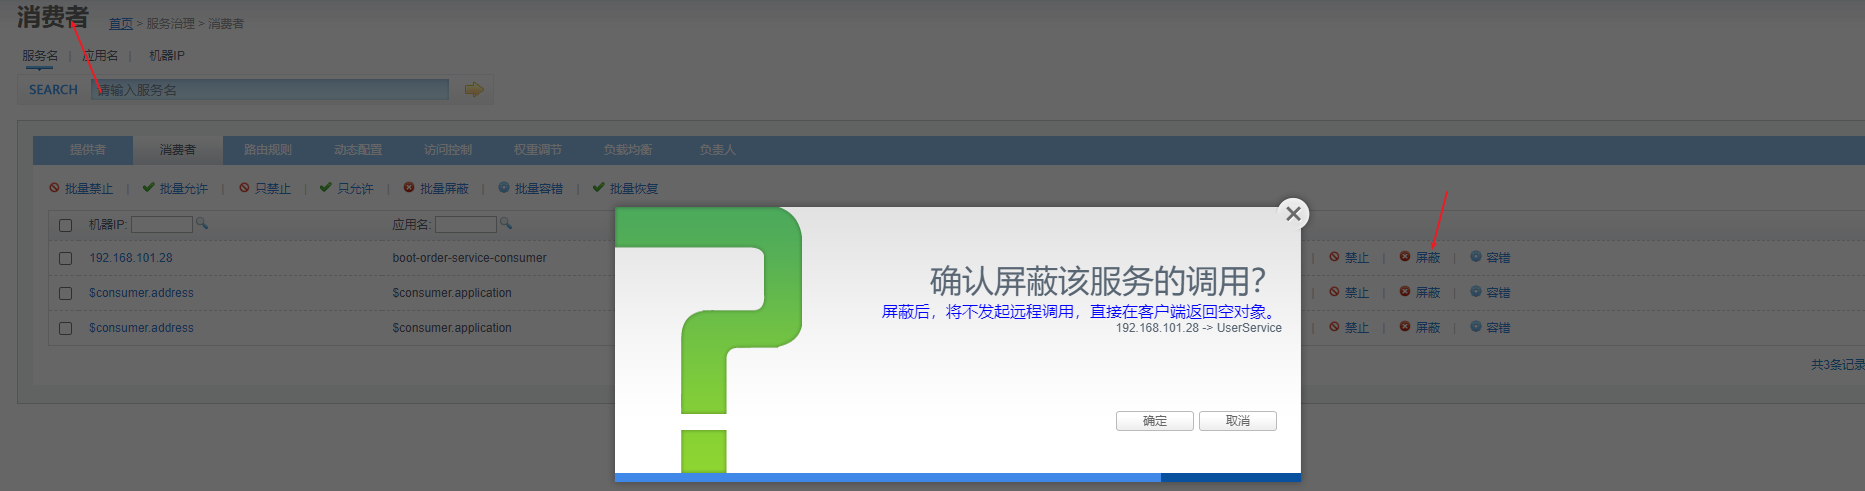 消费者 首页 > 服务治理 > 消费者
服务名 | 应用名 | 机器IP
SEARCH 请输入服务名
提供者 消费者 路由规则 动态配置 访问控制 权重调节 负载均衡 负责人
批量禁止 | 批量允许 | 只禁止 | 只允许 | 批量屏蔽 | 批量容错 | 批量恢复
机器IP: 应用名:
192.168.101.28 boot-order-service-consumer | 禁止 | 屏蔽 | 容错
$consumer.address $consumer.application | 禁止 | 屏蔽 | 容错
$consumer.address $consumer.application | 禁止 | 屏蔽 | 容错
共3条记录
确认屏蔽该服务的调用？
屏蔽后，将不发起远程调用，直接在客户端返回空对象。
192.168.101.28 -> UserService
确定 取消